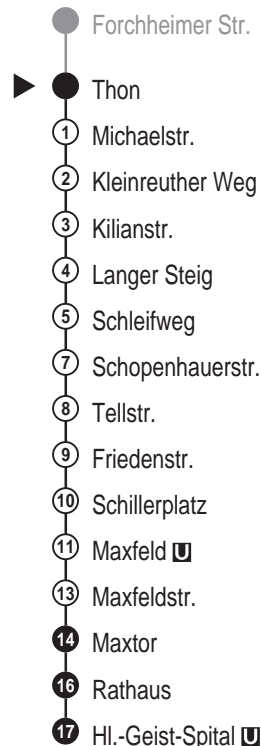 Forchheimer Str.
Thon
1 Michaelstr.
2 Kleinreuther Weg
3 Kilianstr.
4 Langer Steig
5 Schleifweg
7 Schopenhauerstr.
8 Tellstr.
9 Friedenstr.
10 Schillerplatz
11 Maxfeld U
13 Maxfeldstr.
14 Maxtor
16 Rathaus
17 Hl.-Geist-Spital U